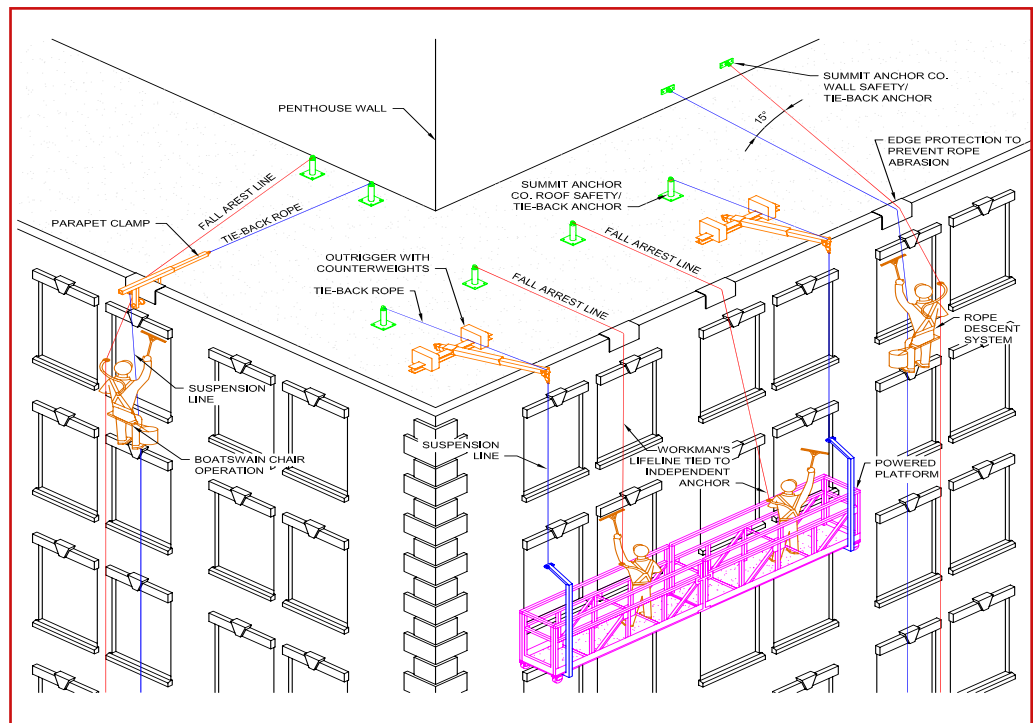 SUMMIT ANCHOR CO.
WALL SAFETY/
TIE-BACK ANCHOR
PENTHOUSE WALL
15°
EDGE PROTECTION TO
PREVENT ROPE
ABRASION
FALL AREST LINE
TIE-BACK ROPE
SUMMIT ANCHOR
CO. ROOF SAFETY/
TIE-BACK ANCHOR
PARAPET CLAMP
OUTRIGGER WITH
COUNTERWEIGHTS
FALL ARREST LINE
FALL ARREST LINE
TIE-BACK ROPE
ROPE
DESCENT
SYSTEM
SUSPENSION
LINE
BOATSWAIN CHAIR
OPERATION
SUSPENSION
LINE
WORKMAN'S
LIFELINE TIED TO
INDEPENDENT
ANCHOR
POWERED
PLATFORM